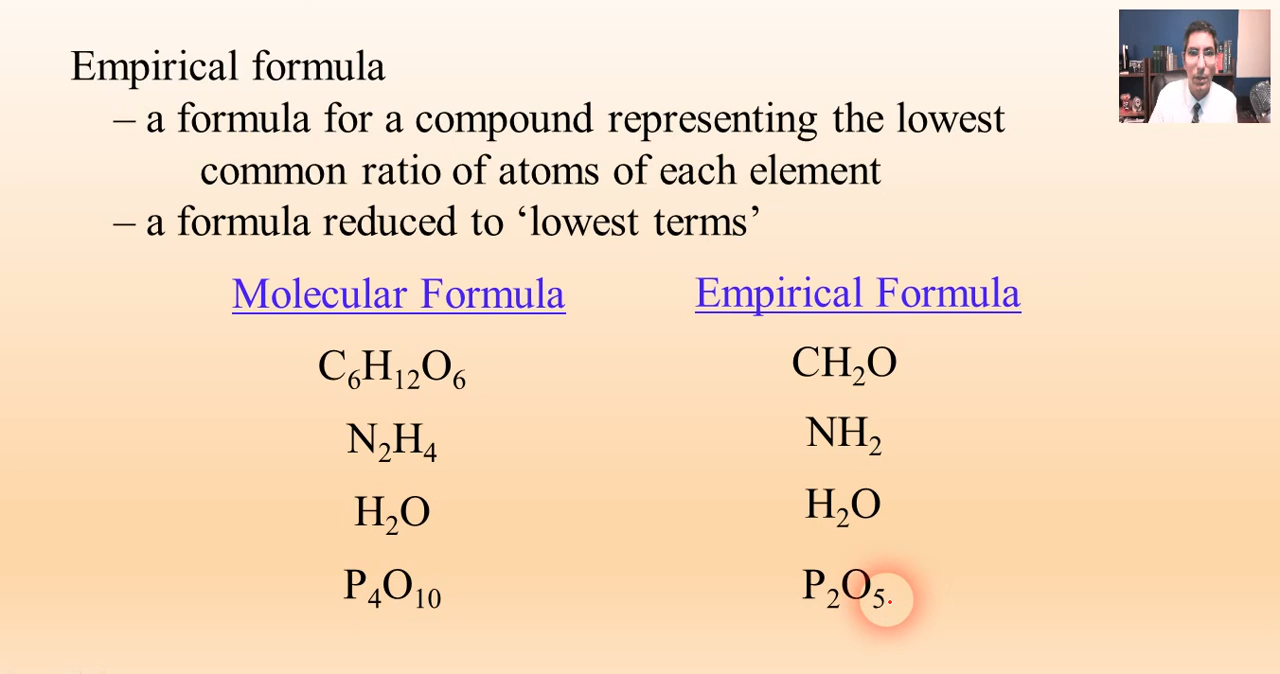 Empirical formula
– a formula for a compound representing the lowest
common ratio of atoms of each element
– a formula reduced to ‘lowest terms’
Molecular Formula Empirical Formula
C₆H₁₂O₆ CH₂O
N₂H₄ NH₂
H₂O H₂O
P₄O₁₀ P₂O₅